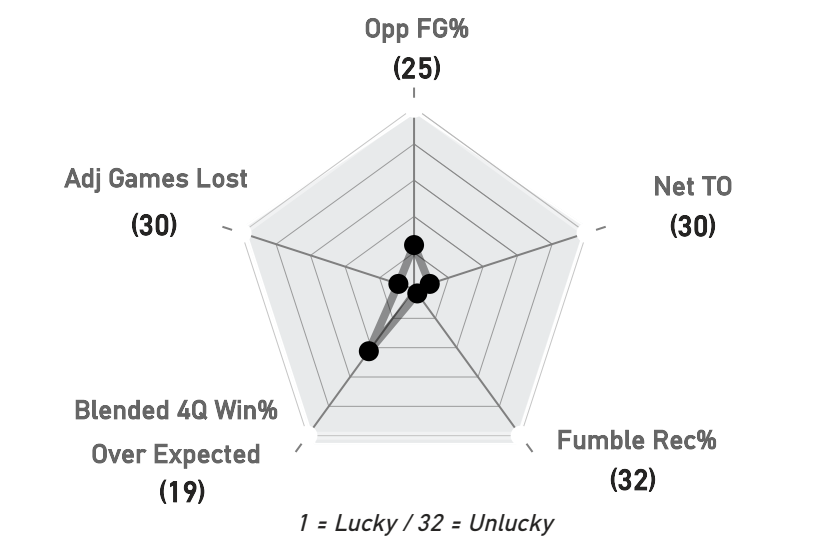 Opp FG%
(25)
Adj Games Lost
(30)
Net TO
(30)
Blended 4Q Win%
Over Expected
(19)
Fumble Rec%
(32)
1 = Lucky / 32 = Unlucky